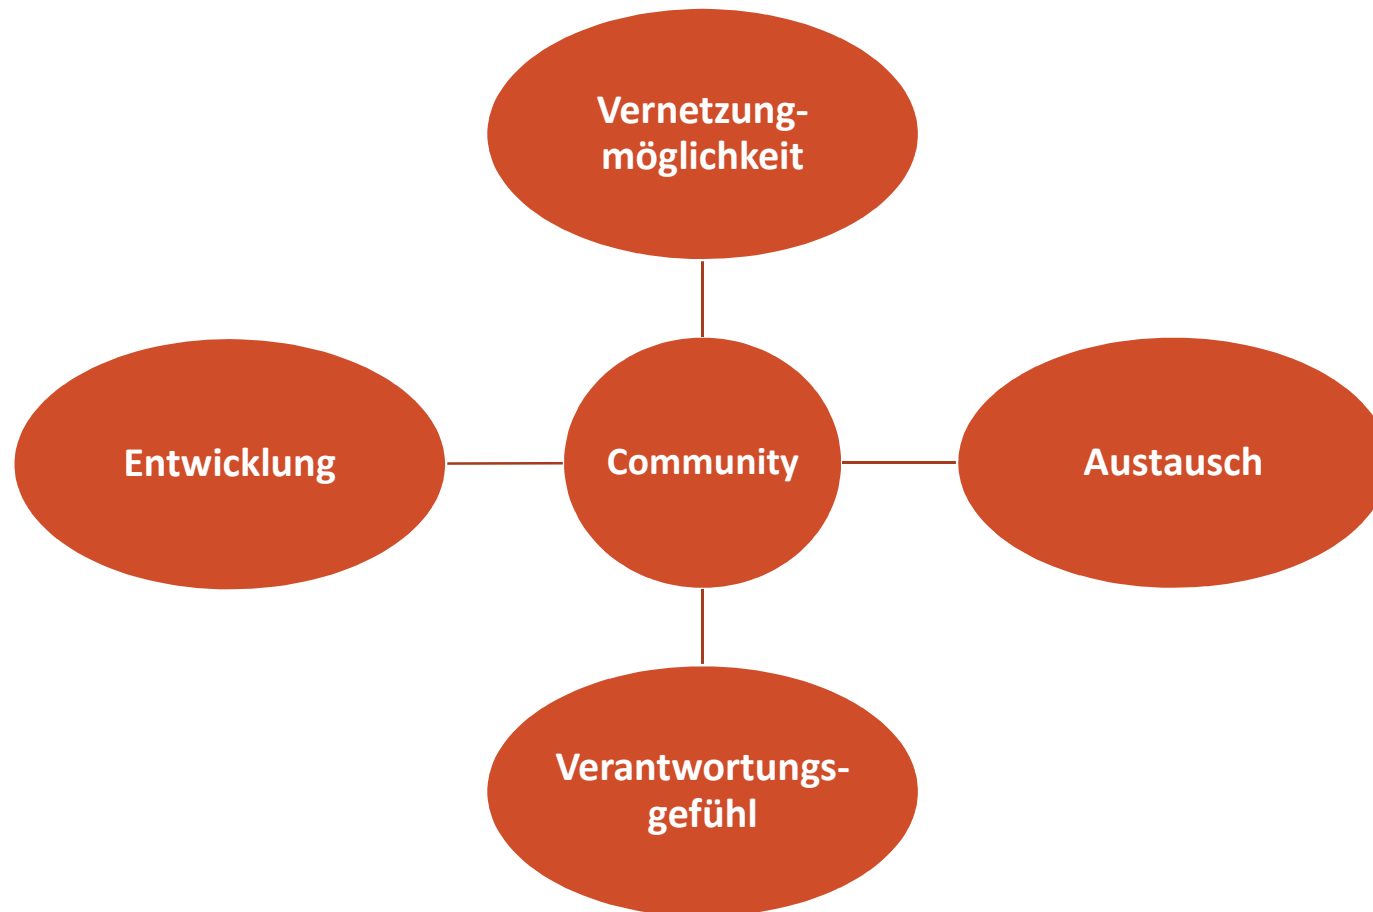 Vernetzung-
möglichkeit
Entwicklung
Community
Austausch
Verantwortungs-
gefühl